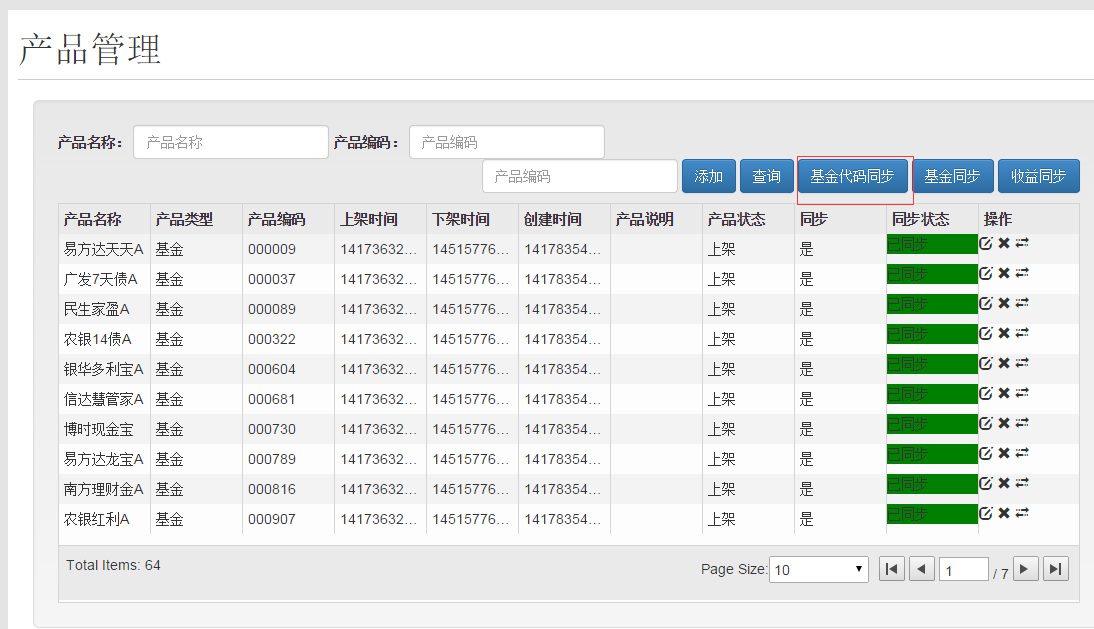 产品管理
产品名称： 产品名称 产品编码： 产品编码
产品编码 添加 查询 基金代码同步 基金同步 收益同步
产品名称 产品类型 产品编码 上架时间 下架时间 创建时间 产品说明 产品状态 同步 同步状态 操作
易方达天天A 基金 000009 14173632... 14515776... 14178354... 上架 是 已同步
广发7天债A 基金 000037 14173632... 14515776... 14178354... 上架 是 已同步
民生家盈A 基金 000089 14173632... 14515776... 14178354... 上架 是 已同步
农银14债A 基金 000322 14173632... 14515776... 14178354... 上架 是 已同步
银华多利宝A 基金 000604 14173632... 14515776... 14178354... 上架 是 已同步
信达慧管家A 基金 000681 14173632... 14515776... 14178354... 上架 是 已同步
博时现金宝 基金 000730 14173632... 14515776... 14178354... 上架 是 已同步
易方达龙宝A 基金 000789 14173632... 14515776... 14178354... 上架 是 已同步
南方理财金A 基金 000816 14173632... 14515776... 14178354... 上架 是 已同步
农银红利A 基金 000907 14173632... 14515776... 14178354... 上架 是 已同步
Total Items: 64 Page Size: 10 1 / 7